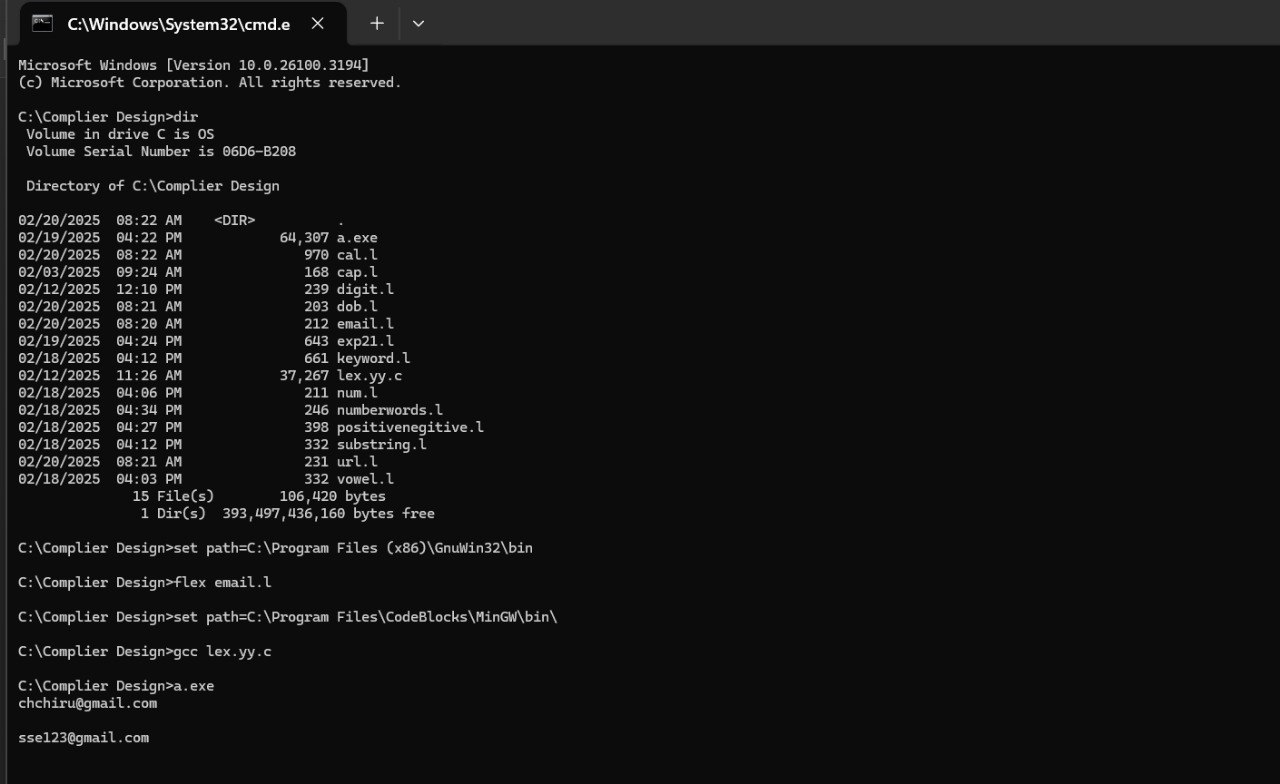 C:\Windows\System32\cmd.e
Microsoft Windows [Version 10.0.26100.3194]
(c) Microsoft Corporation. All rights reserved.
C:\Complier Design>dir
Volume in drive C is OS
Volume Serial Number is 06D6-B208
Directory of C:\Complier Design
02/20/2025  08:22 AM    <DIR>          .
02/19/2025  04:22 PM            64,307 a.exe
02/20/2025  08:22 AM               970 cal.l
02/03/2025  09:24 AM               168 cap.l
02/12/2025  12:10 PM               239 digit.l
02/20/2025  08:21 AM               203 dob.l
02/20/2025  08:20 AM               212 email.l
02/19/2025  04:24 PM               643 exp21.l
02/18/2025  04:12 PM               661 keyword.l
02/12/2025  11:26 AM            37,267 lex.yy.c
02/18/2025  04:06 PM               211 num.l
02/18/2025  04:34 PM               246 numberwords.l
02/18/2025  04:27 PM               398 positivenegitive.l
02/18/2025  04:12 PM               332 substring.l
02/20/2025  08:21 AM               231 url.l
02/18/2025  04:03 PM               332 vowel.l
15 File(s)        106,420 bytes
1 Dir(s)  393,497,436,160 bytes free
C:\Complier Design>set path=C:\Program Files (x86)\GnuWin32\bin
C:\Complier Design>flex email.l
C:\Complier Design>set path=C:\Program Files\CodeBlocks\MinGW\bin\
C:\Complier Design>gcc lex.yy.c
C:\Complier Design>a.exe
chchiru@gmail.com
sse123@gmail.com